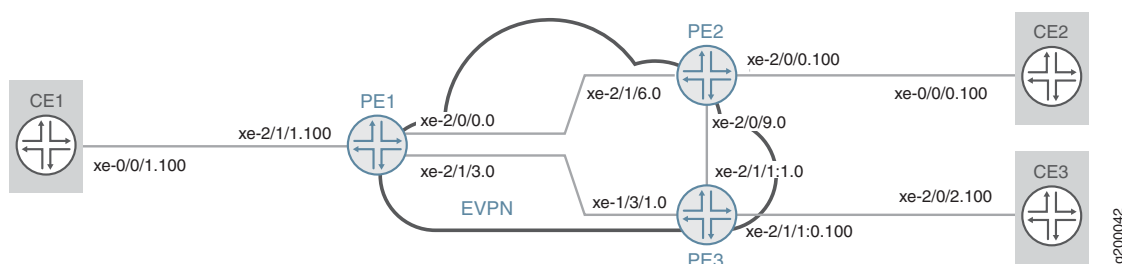 PE2
CE2
xe-2/0/0.100
xe-2/1/6.0
xe-0/0/0.100
CE1
PE1
xe-2/0/0.0
xe-2/0/9.0
xe-2/1/1.100
xe-0/0/1.100
xe-2/1/3.0
xe-2/1/1:1.0
CE3
xe-1/3/1.0
xe-2/0/2.100
EVPN
xe-2/1/1:0.100
PE3
g200042